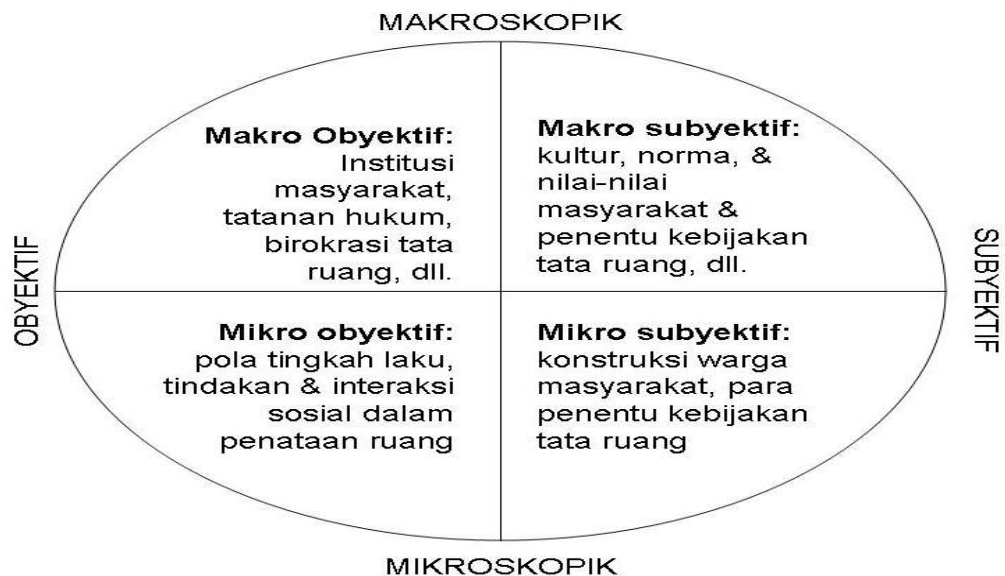 MAKROSKOPIK
Makro Obyektif:
Institusi
masyarakat,
tatanan hukum,
birokrasi tata
ruang, dll.
Makro subyektif:
kultur, norma, &
nilai-nilai
masyarakat &
penentu kebijakan
tata ruang, dll.
OBYEKTIF
SUBYEKTIF
Mikro obyektif:
pola tingkah laku,
tindakan & interaksi
sosial dalam
penataan ruang
Mikro subyektif:
konstruksi warga
masyarakat, para
penentu kebijakan
tata ruang
MIKROSKOPIK